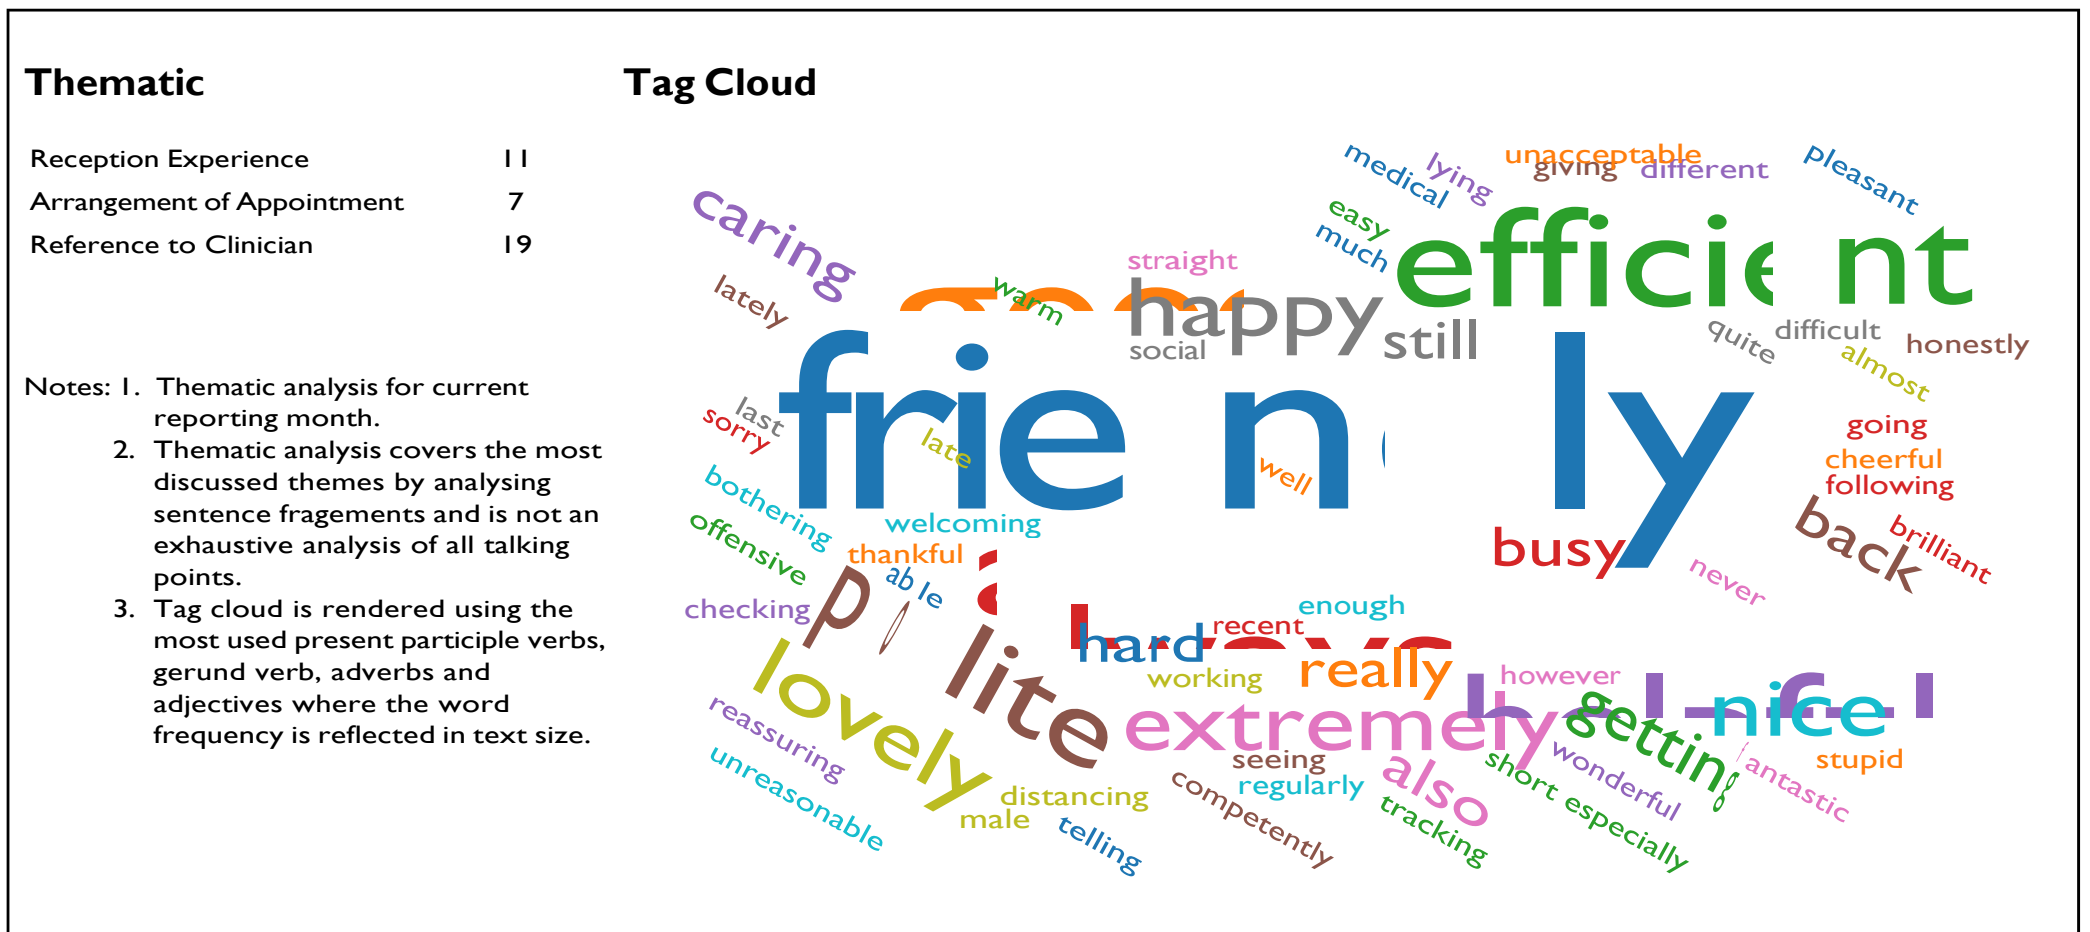 Thematic
Tag Cloud
Reception Experience 11
Arrangement of Appointment 7
Reference to Clinician 19
Notes: 1. Thematic analysis for current
reporting month.
2. Thematic analysis covers the most
discussed themes by analysing
sentence fragements and is not an
exhaustive analysis of all talking
points.
3. Tag cloud is rendered using the
most used present participle verbs,
gerund verb, adverbs and
adjectives where the word
frequency is reflected in text size.
medical
lying
unacceptable
giving
different
pleasant
caring
easy
much
efficient
straight
lately
warm
happy
social
still
quite
difficult
almost
honestly
friendly
last
sorry
late
well
going
cheerful
following
bothering
welcoming
offensive
thankful
able
busy
back
brilliant
never
checking
polite
enough
recent
hard
always
lovely
working
really
however
helpful
nice
getting
extremely
reassuring
unreasonable
seeing
regularly
also
short
wonderful
fantastic
stupid
distancing
male
telling
competently
tracking
especially